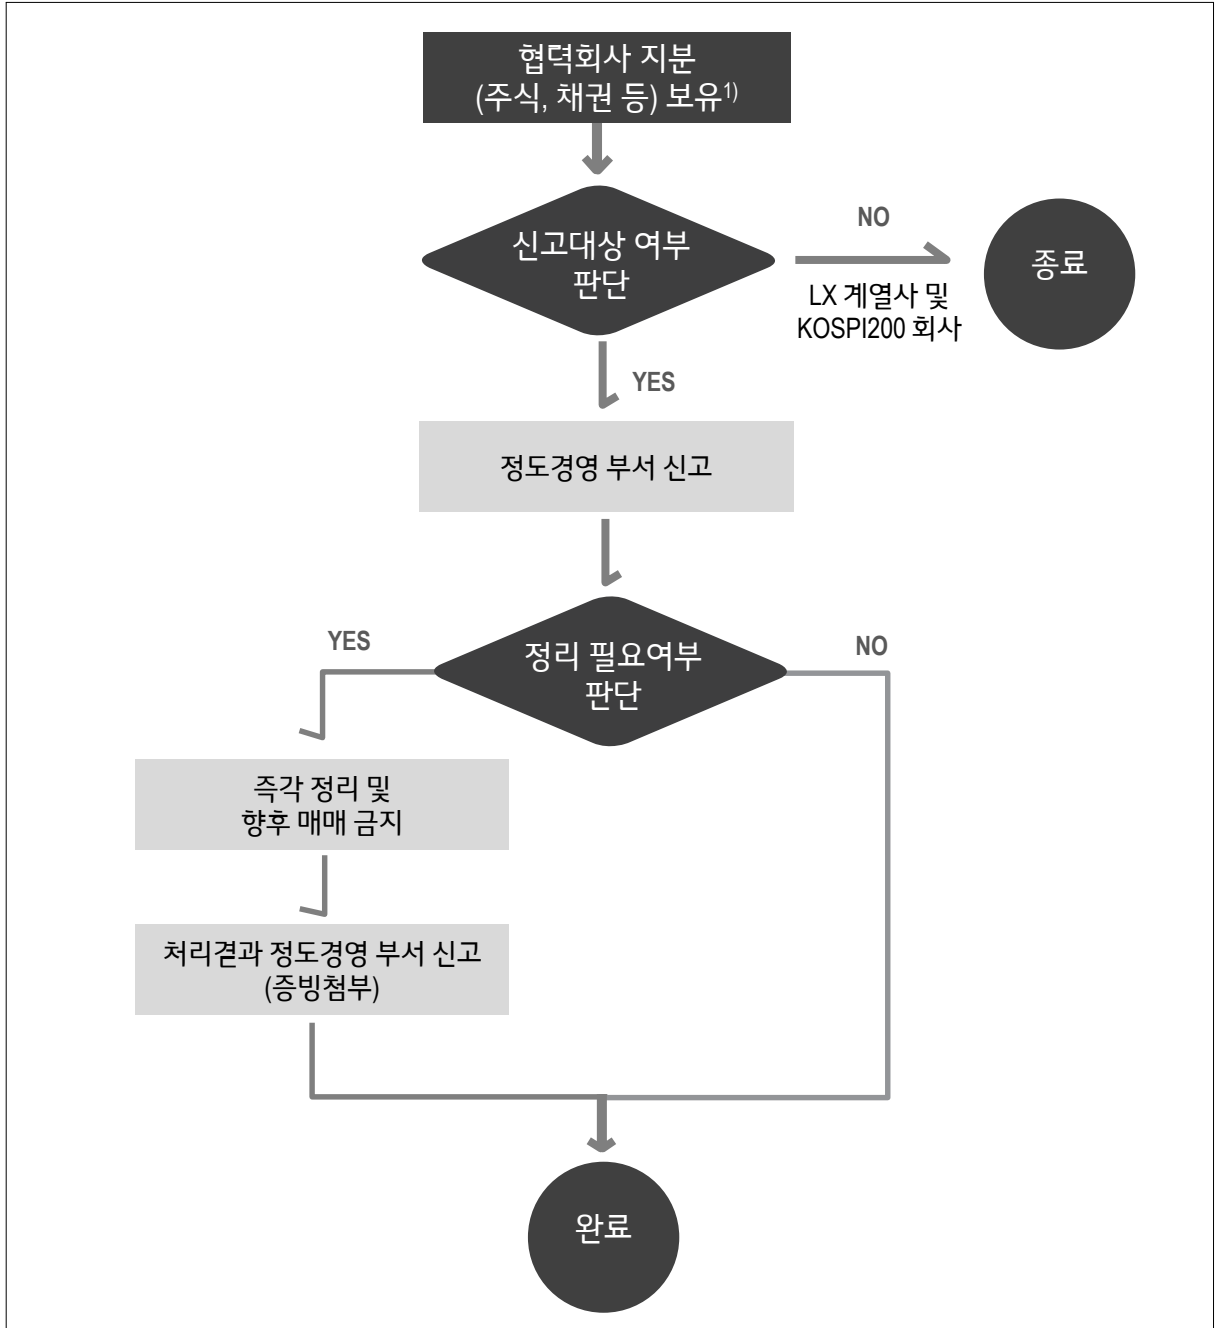 협력회사 지분
(주식, 채권 등) 보유1)
신고대상 여부
판단
NO
LX 계열사 및
KOSPI200 회사
종료
YES
정도경영 부서 신고
정리 필요여부
판단
YES
NO
즉각 정리 및
향후 매매 금지
처리결과 정도경영 부서 신고
(증빙첨부)
완료